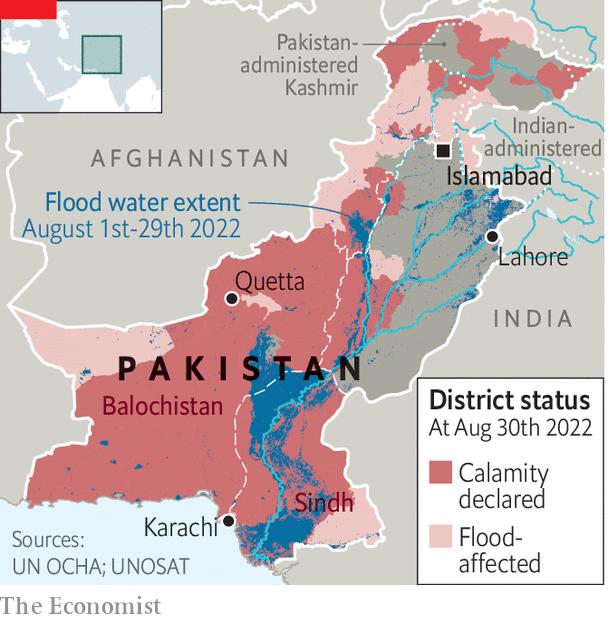 Pakistan-
administered
Kashmir
AFGHANISTAN
Indian-
administered
Islamabad
Flood water extent
August 1st-29th 2022
Lahore
Quetta
INDIA
PAKISTAN
Balochistan
District status
At Aug 30th 2022
Calamity
declared
Sindh
Karachi
Flood-
affected
Sources:
UN OCHA; UNOSAT
The Economist